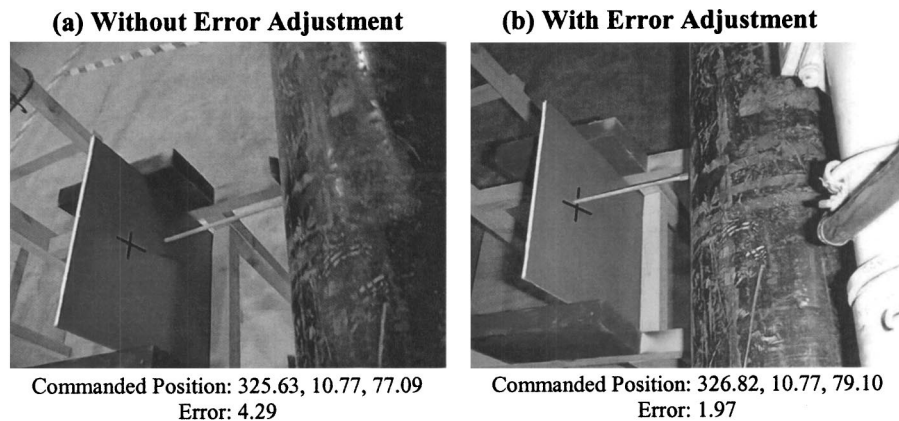 (a) Without Error Adjustment
(b) With Error Adjustment
Commanded Position: 325.63, 10.77, 77.09
Error: 4.29
Commanded Position: 326.82, 10.77, 79.10
Error: 1.97